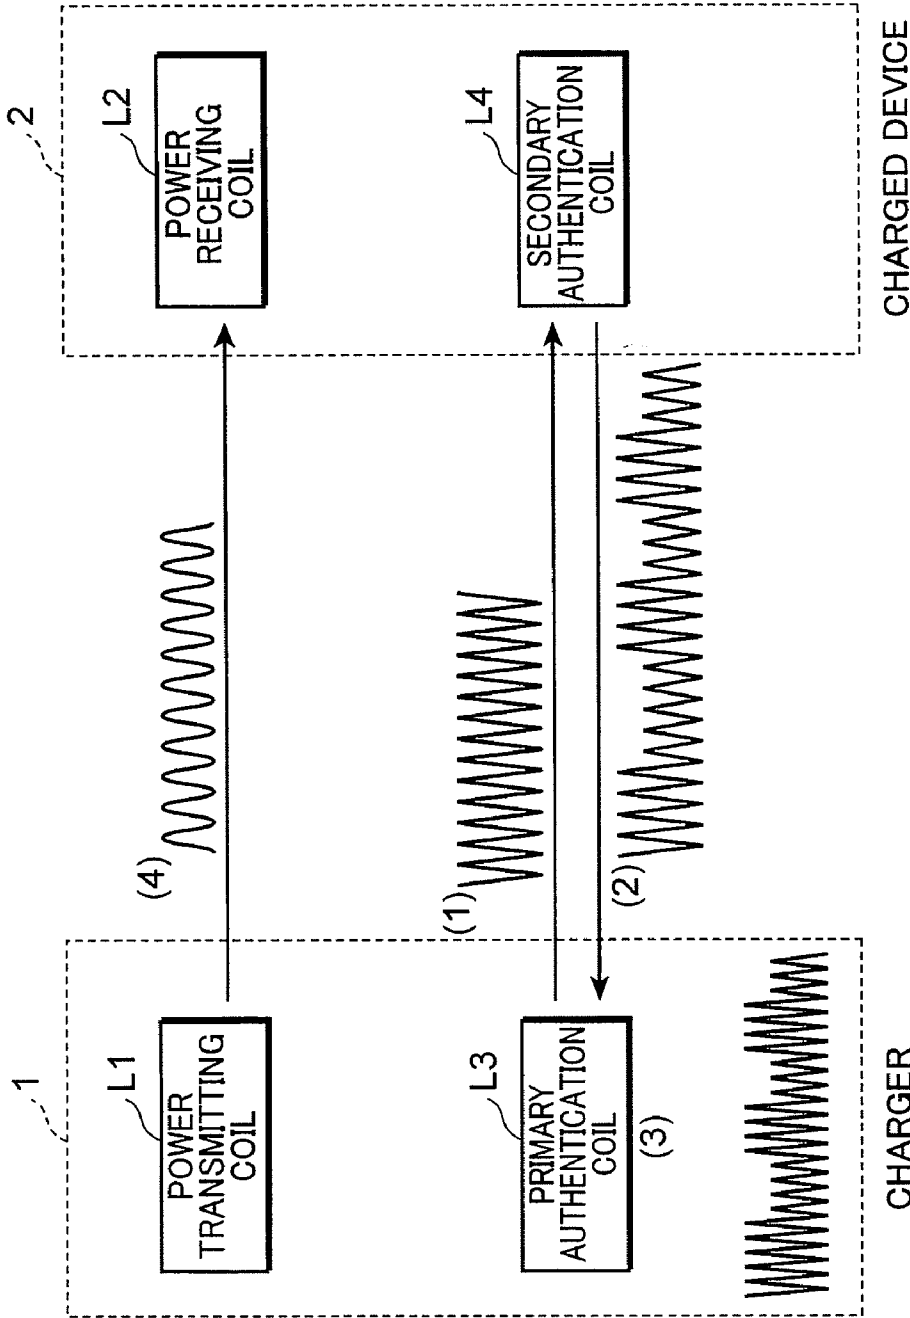 1
L1
POWER
TRANSMITTING
COIL
L3
PRIMARY
AUTHENTICATION
COIL
(3)
CHARGER
(4)
(1)
(2)
2
L2
POWER
RECEIVING
COIL
L4
SECONDARY
AUTHENTICATION
COIL
CHARGED DEVICE